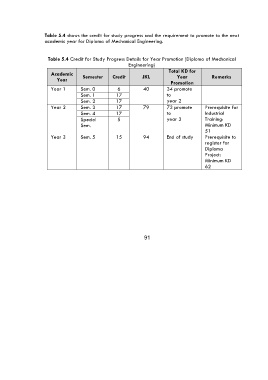 Table 5.4 shows the credit for study progress and the requirement to promote to the next
academic year for Diploma of Mechanical Engineering.
Table 5.4 Credit for Study Progress Details for Year Promotion (Diploma of Mechanical
Engineering)
Academic Year Semester Credit JKL Total KD for Year Promotion Remarks
Year 1 Sem. 0 6 40 34 promote
Sem. 1 17 to
Sem. 2 17 year 2
Year 2 Sem. 3 17 79 73 promote Prerequisite for
Sem. 4 17 to Industrial
Special 5 year 3 Training:
Sem. Minimum KD
51
Year 3 Sem. 5 15 94 End of study Prerequisite to
register for
Diploma
Project:
Minimum KD
62
91